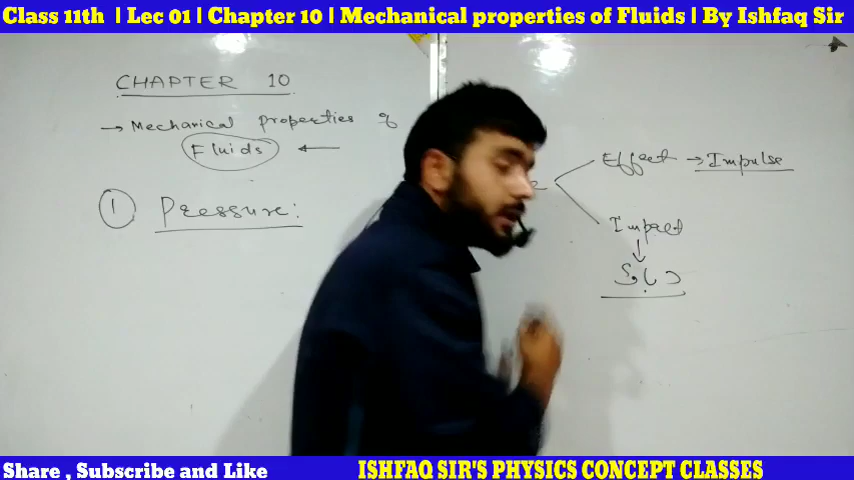 Class 11th | Lec 01 | Chapter 10 | Mechanical properties of Fluids | By Ishfaq Sir
CHAPTER 10
→ Mechanical properties of
Fluids ←
① Pressure:
Effect → Impulse
Impact
↓
دباؤ
Share , Subscribe and Like
ISHFAQ SIR'S PHYSICS CONCEPT CLASSES